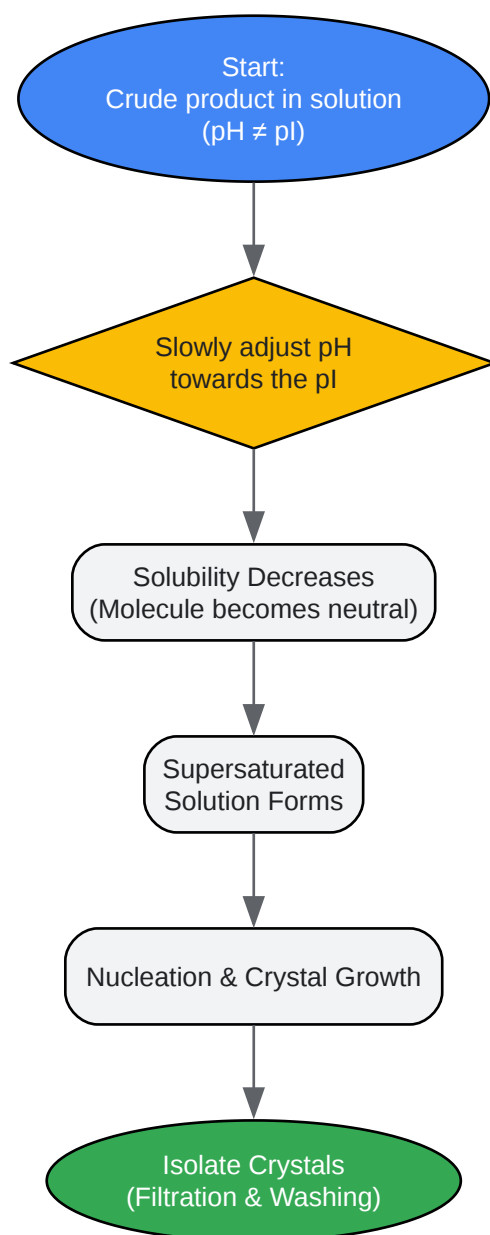 Start:
Crude product in solution
(pH ≠ pI)
Slowly adjust pH
towards the pI
Solubility Decreases
(Molecule becomes neutral)
Supersaturated
Solution Forms
Nucleation & Crystal Growth
Isolate Crystals
(Filtration & Washing)